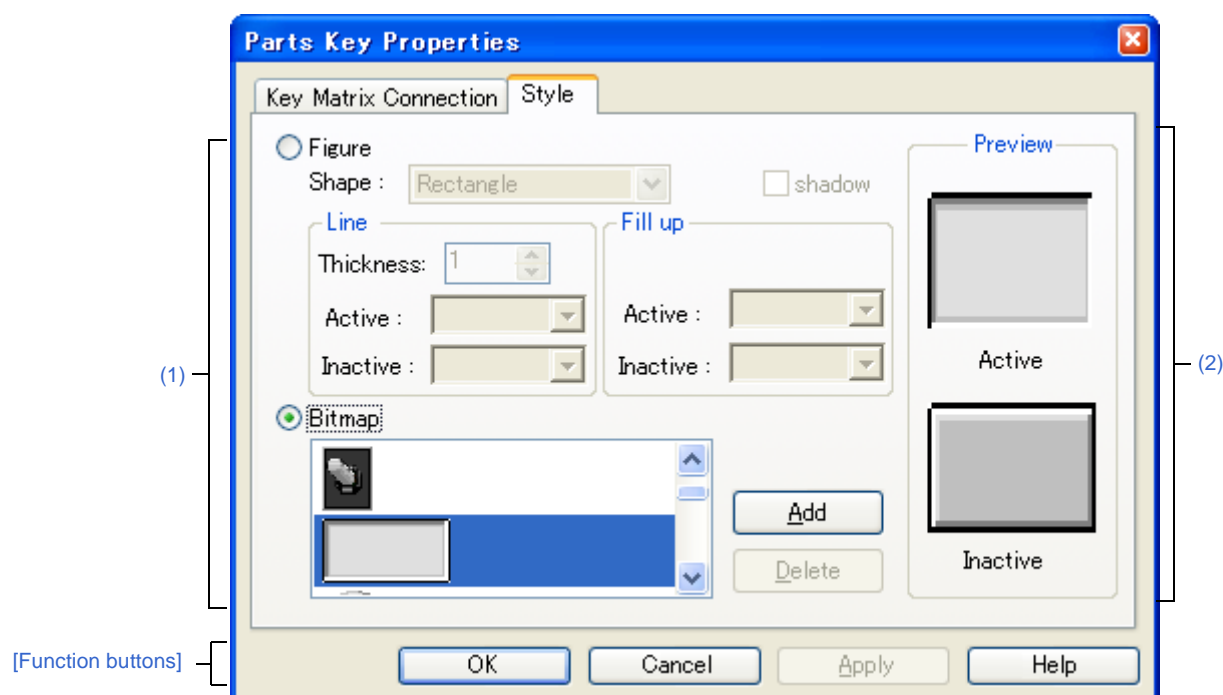 Parts Key Properties
Key Matrix Connection Style
Figure
Shape : Rectangle shadow
Line
Thickness: 1
Active :
Inactive :
Fill up
Active :
Inactive :
Bitmap
Add
Delete
Preview
Active
Inactive
(1)
(2)
[Function buttons]
OK Cancel Apply Help